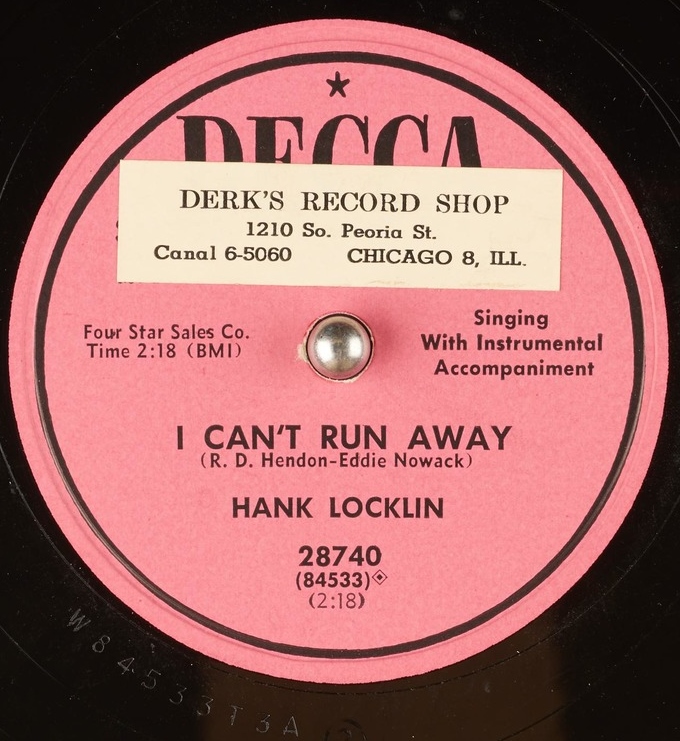 DECCA
DERK'S RECORD SHOP
1210 So. Peoria St.
Canal 6-5060 CHICAGO 8, ILL.
Four Star Sales Co.
Time 2:18 (BMI)
Singing
With Instrumental
Accompaniment
I CAN'T RUN AWAY
(R. D. Hendon-Eddie Nowack)
HANK LOCKLIN
28740
(84533)
(2:18)
W 84533T3A